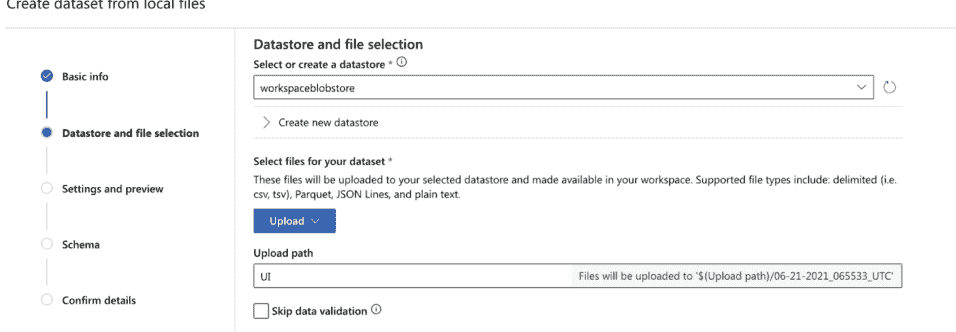 Create dataset from local files
Basic info
Datastore and file selection
Settings and preview
Schema
Confirm details
Datastore and file selection
Select or create a datastore *
workspaceblobstore
Create new datastore
Select files for your dataset *
These files will be uploaded to your selected datastore and made available in your workspace. Supported file types include: delimited (i.e.
csv, tsv), Parquet, JSON Lines, and plain text.
Upload
Upload path
UI Files will be uploaded to '$(Upload path)/06-21-2021_065533_UTC'
Skip data validation